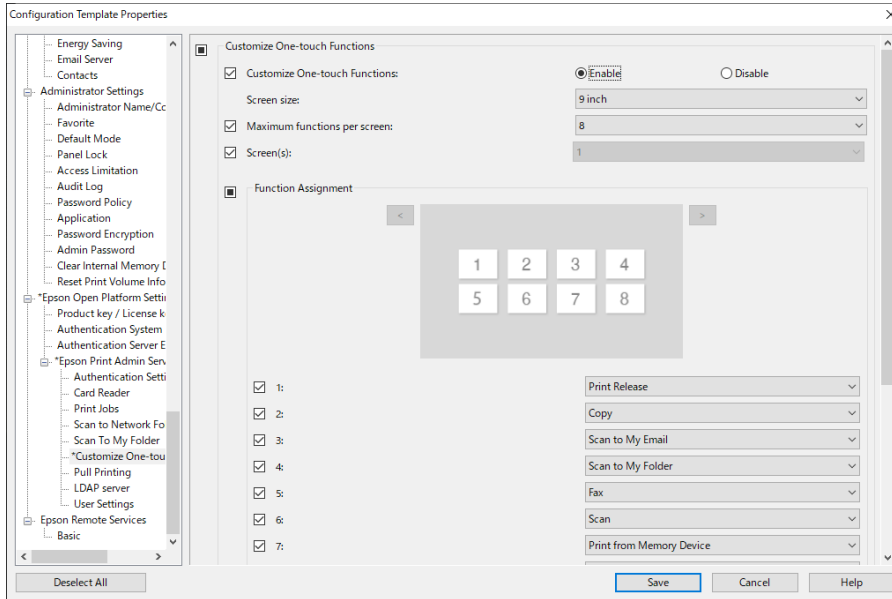 Configuration Template Properties
Energy Saving
Email Server
Contacts
Administrator Settings
Administrator Name/Cc
Favorite
Default Mode
Panel Lock
Access Limitation
Audit Log
Password Policy
Application
Password Encryption
Admin Password
Clear Internal Memory D
Reset Print Volume Info
*Epson Open Platform Settin
Product key / License k
Authentication System
Authentication Server E
*Epson Print Admin Serv
Authentication Setti
Card Reader
Print Jobs
Scan to Network Fo
Scan To My Folder
*Customize One-tou
Pull Printing
LDAP server
User Settings
Epson Remote Services
Basic
Customize One-touch Functions
Customize One-touch Functions: Enable Disable
Screen size: 9 inch
Maximum functions per screen: 8
Screen(s): 1
Function Assignment
< >
1 2 3 4
5 6 7 8
1: Print Release
2: Copy
3: Scan to My Email
4: Scan to My Folder
5: Fax
6: Scan
7: Print from Memory Device
Deselect All Save Cancel Help